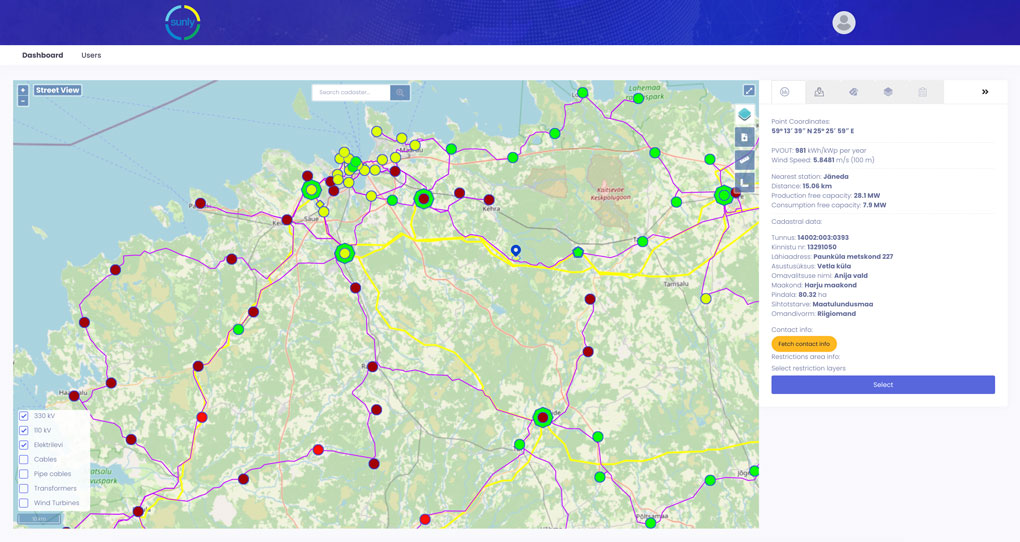 sunly
Dashboard Users
Street View
Search cadaster...
Kaitseväe
Keskpolügoon
Saue
Kehra
Tamsalu
Põltsamaa
330 kV
110 kV
Elektrilevi
Cables
Pipe cables
Transformers
Wind Turbines
10 km
Point Coordinates:
59° 13' 39" N 25° 25' 59" E
PVOUT: 981 kWh/kWp per year
Wind Speed: 5.8481 m/s (100 m)
Nearest station: Jäneda
Distance: 15.06 km
Production free capacity: 28.1 MW
Consumption free capacity: 7.9 MW
Cadastral data:
Tunnus: 14002:003:0393
Kinnistu nr: 13291050
Lähiaadress: Paunküla metskond 227
Asustusüksus: Vetla küla
Omavalitsuse nimi: Anija vald
Maakond: Harju maakond
Pindala: 80.32 ha
Sihtotstarve: Maatulundusmaa
Omandivorm: Riigiomand
Contact info:
Fetch contact info
Restrictions area info:
Select restriction layers
Select